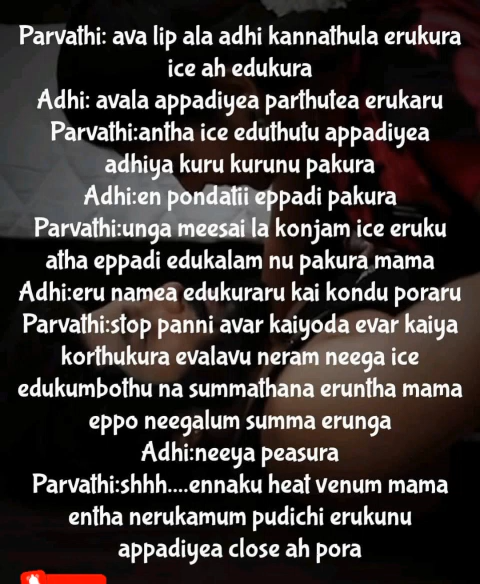 Parvathi: ava lip ala adhi kannathula erukura
ice ah edukura
Adhi: avala appadiyea parthutea erukaru
Parvathi:antha ice eduthutu appadiyea
adhiya kuru kurunu pakura
Adhi:en pondatii eppadi pakura
Parvathi:unga meesai la konjam ice eruku
atha eppadi edukalam nu pakura mama
Adhi:eru namea edukuraru kai kondu poraru
Parvathi:stop panni avar kaiyoda evar kaiya
korthukura evalavu neram neega ice
edukumbothu na summathana eruntha mama
eppo neegalum summa erunga
Adhi:neeya peasura
Parvathi:shhh....ennaku heat venum mama
entha nerukamum pudichi erukunu
appadiyea close ah pora